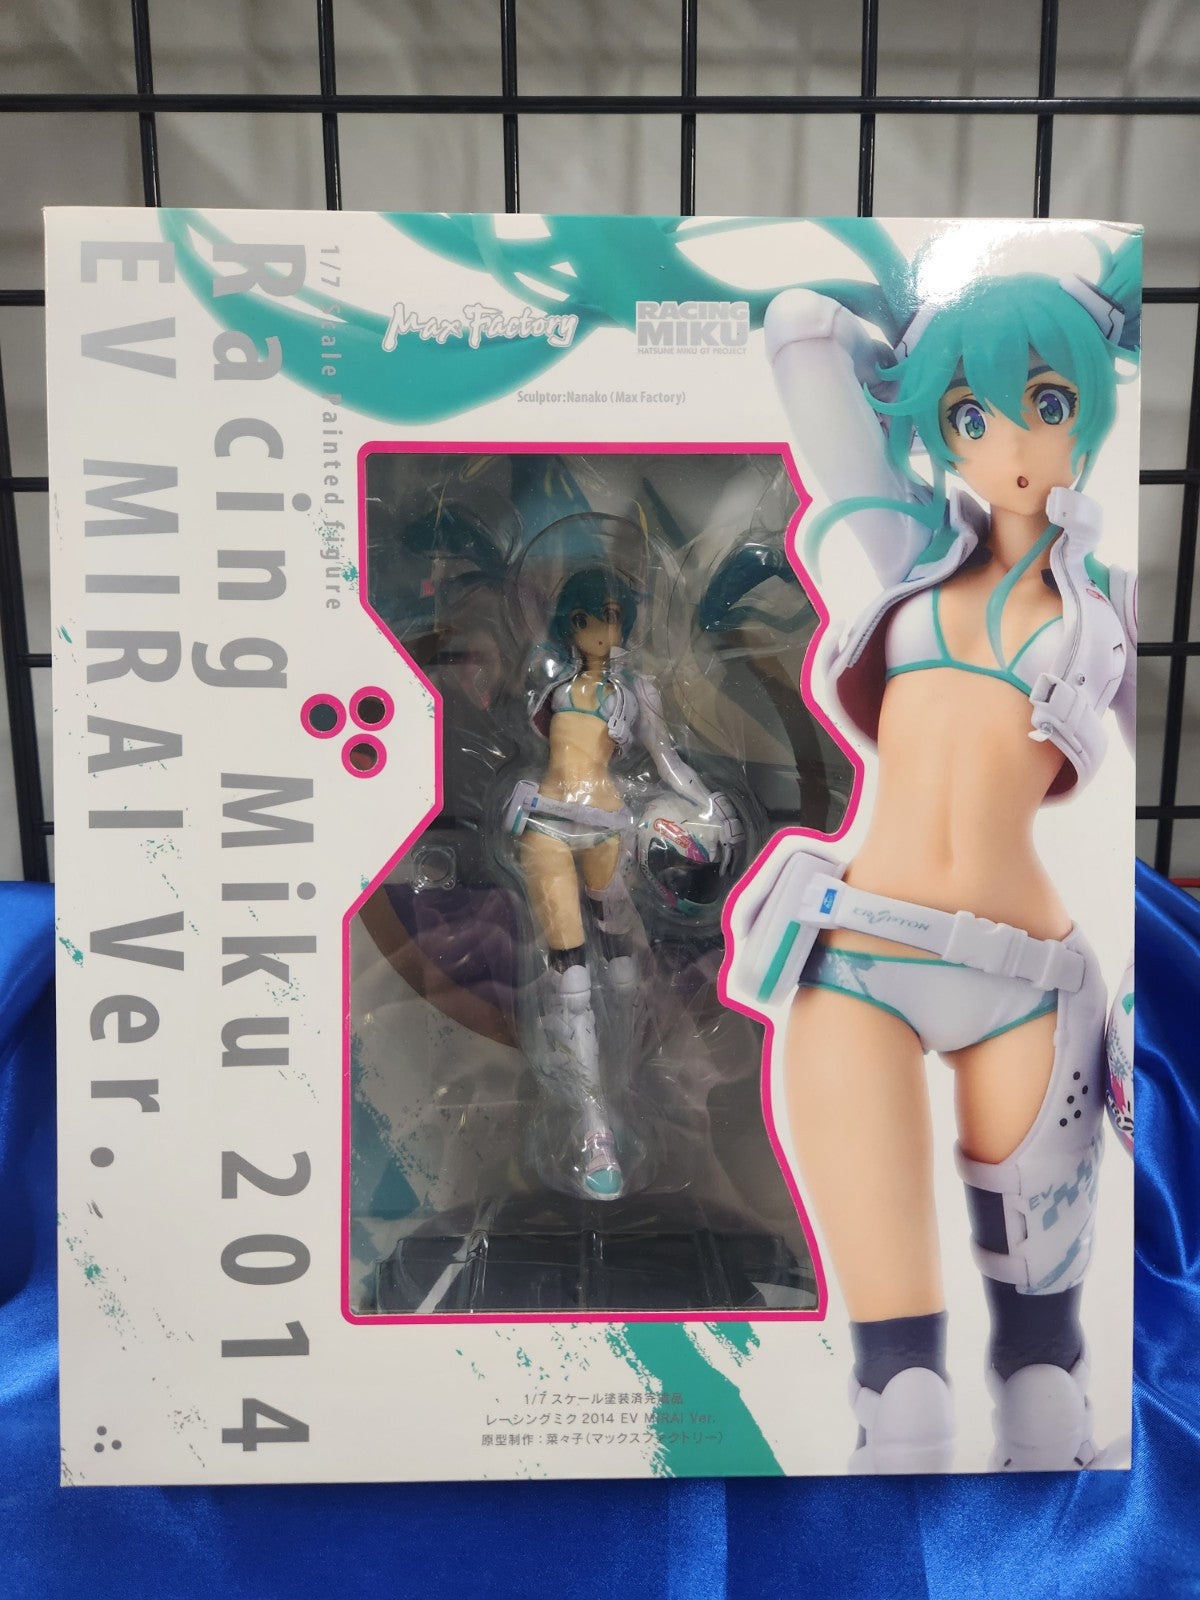 Racing Miku 2014
EV MIRAI Ver.
1/7 scale painted figure
Max Factory
RACING
MIKU
HATSUNE MIKU GT PROJECT
Sculptor:Nanako (Max Factory)
CRYPTON
EV
1/7 スケール塗装済完成品
レーシングミク 2014 EV MIRAI Ver.
原型制作：菜々子（マックスファクトリー）